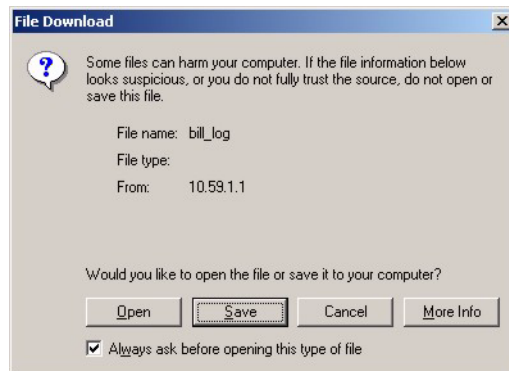 File Download
Some files can harm your computer. If the file information below
looks suspicious, or you do not fully trust the source, do not open or
save this file.
File name: bill_log
File type:
From: 10.59.1.1
Would you like to open the file or save it to your computer?
Open Save Cancel More Info
Always ask before opening this type of file